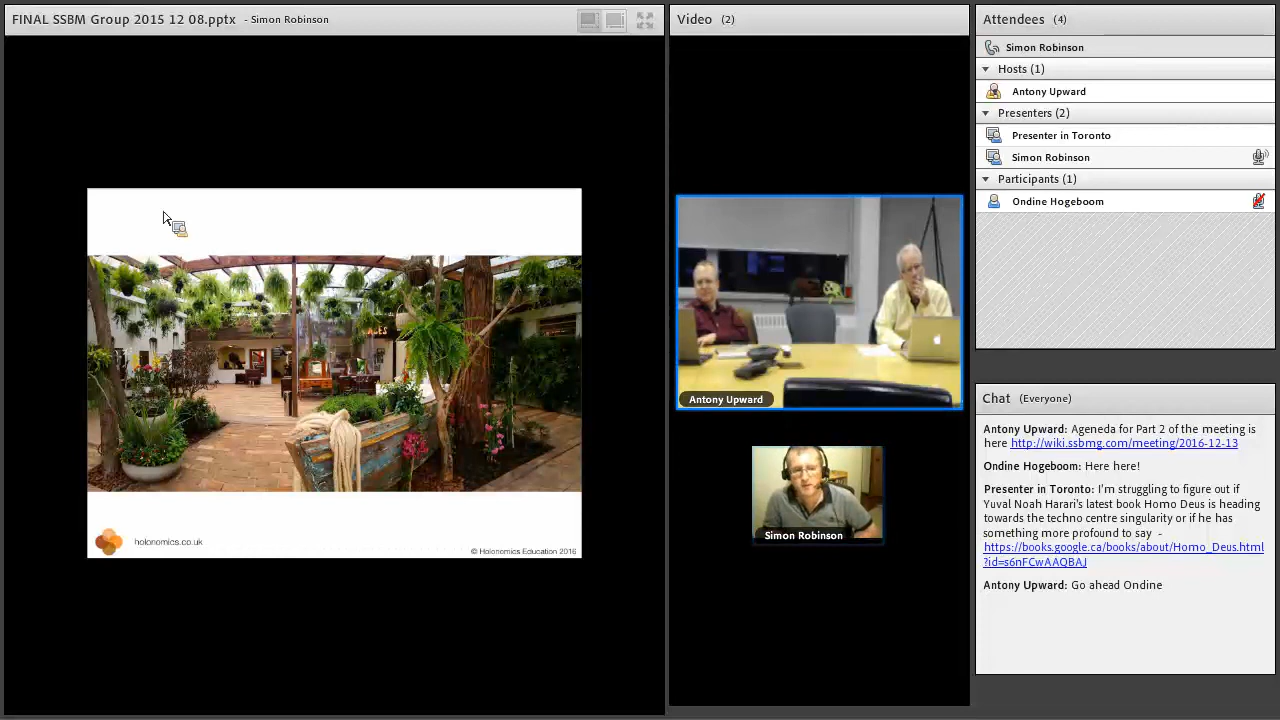 FINAL SSBM Group 2015 12 08.pptx - Simon Robinson
holonomics.co.uk
© Holonomics Education 2016
Video (2)
Antony Upward
Simon Robinson
Attendees (4)
Simon Robinson
Hosts (1)
Antony Upward
Presenters (2)
Presenter in Toronto
Simon Robinson
Participants (1)
Ondine Hogeboom
Chat (Everyone)
Antony Upward: Ageneda for Part 2 of the meeting is
here http://wiki.ssbmg.com/meeting/2016-12-13
Ondine Hogeboom: Here here!
Presenter in Toronto: I'm struggling to figure out if
Yuval Noah Harari's latest book Homo Deus is heading
towards the techno centre singularity or if he has
something more profound to say -
https://books.google.ca/books/about/Homo_Deus.html
?id=s6nFCwAAQBAJ
Antony Upward: Go ahead Ondine